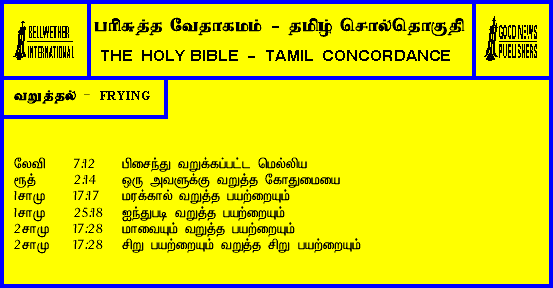 BELLWETHER
INTERNATIONAL
பரிசுத்த வேதாகமம் - தமிழ் சொல்தொகுதி
THE HOLY BIBLE - TAMIL CONCORDANCE
GOOD NEWS
PUBLISHERS
வறுத்தல் - FRYING
லேவி 7:12 பிசைந்து வறுக்கப்பட்ட மெல்லிய
ரூத் 2:14 ஒரு அவளுக்கு வறுத்த கோதுமையை
1சாமு 17:17 மரக்கால் வறுத்த பயற்றையும்
1சாமு 25:18 ஐந்துபடி வறுத்த பயற்றையும்
2சாமு 17:28 மாவையும் வறுத்த பயற்றையும்
2சாமு 17:28 சிறு பயற்றையும் வறுத்த சிறு பயற்றையும்